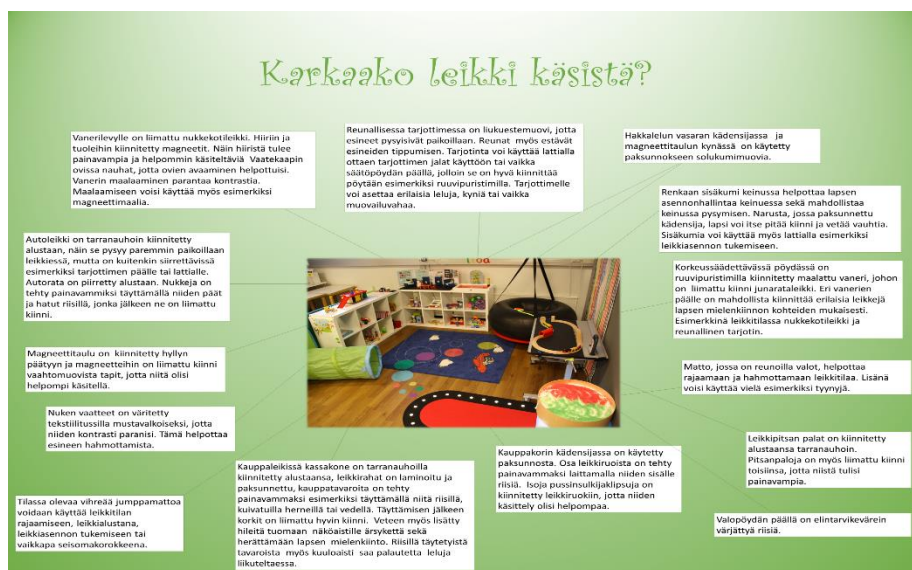 Karkaako leikki käsistä?
Vanerilevylle on liimattu nukkekotileikki. Hiiriin ja
tuoleihin kiinnitetty magneetit. Näin hiiristä tulee
painavampia ja helpommin käsiteltäviä Vaatekaapin
ovissa nauhat, jotta ovien avaaminen helpottuisi.
Vanerin maalaaminen parantaa kontrastia.
Maalaamiseen voisi käyttää myös esimerkiksi
magneettimaalia.
Reunallisessa tarjottimessa on liukuestemuovi, jotta
esineet pysyisivät paikoillaan. Reunat myös estävät
esineiden tippumisen. Tarjotinta voi käyttää lattialla
ottaen tarjottimen jalat käyttöön tai vaikka
säätöpöydän päällä, jolloin se on hyvä kiinnittää
pöytään esimerkiksi ruuvipuristimilla. Tarjottimelle
voi asettaa erilaisia leluja, kyniä tai vaikka
muovailuvahaa.
Hakkalelun vasaran kädensijassa ja
magneettitaulun kynässä on käytetty
paksunnokseen solukumimuovia.
Renkaan sisäkumi keinussa helpottaa lapsen
asennonhallintaa keinuessa sekä mahdollistaa
keinussa pysymisen. Narusta, jossa paksunnettu
kädensija, lapsi voi itse pitää kiinni ja vetää vauhtia.
Sisäkumia voi käyttää myös lattialla esimerkiksi
leikkiasennon tukemiseen.
Autoleikki on tarranauhoin kiinnitetty
alustaan, näin se pysyy paremmin paikoillaan
leikkiessä, mutta on kuitenkin siirrettävissä
esimerkiksi tarjottimen päälle tai lattialle.
Autorata on piirretty alustaan. Nukkeja on
tehty painavammiksi täyttämällä niiden päät
ja hatut riisillä, jonka jälkeen ne on liimattu
kiinni.
Korkeussäädettävässä pöydässä on
ruuvipuristimilla kiinnitetty maalattu vaneri, johon
on liimattu kiinni junarataleikki. Eri vanerien
päälle on mahdollista kiinnittää erilaisia leikkejä
lapsen mielenkiinnon kohteiden mukaisesti.
Esimerkkinä leikkitilassa nukkekotileikki ja
reunallinen tarjotin.
Magneettitaulu on kiinnitetty hyllyn
päätyyn ja magneetteihin on liimattu kiinni
vaahtomuovista tapit, jotta niitä olisi
helpompi käsitellä.
Matto, jossa on reunoilla valot, helpottaa
rajaamaan ja hahmottamaan leikkitilaa. Lisänä
voisi käyttää vielä esimerkiksi tyynyjä.
Nuken vaatteet on väritetty
tekstiilitussilla mustavalkoiseksi, jotta
niiden kontrasti paranisi. Tämä helpottaa
esineen hahmottamista.
Leikkipitsan palat on kiinnitetty
alustaansa tarranauhoin.
Pitsanpaloja on myös liimattu kiinni
toisiinsa, jotta niistä tulisi
painavampia.
Kauppakorin kädensijassa on käytetty
paksunnosta. Osa leikkiruoista on tehty
painavammaksi laittamalla niiden sisälle
riisiä. Isoja pussinsulkijaklipsuja on
kiinnitetty leikkiruokiin, jotta niiden
käsittely olisi helpompaa.
Kauppaleikissä kassakone on tarranauhoilla
kiinnitetty alustaansa, leikkirahat on laminoitu ja
paksunnettu, kauppatavaroita on tehty
painavammaksi esimerkiksi täyttämällä niitä riisillä,
kuivatuilla herneillä tai vedellä. Täyttämisen jälkeen
korkit on liimattu hyvin kiinni. Veteen myös lisätty
hileitä tuomaan näköaistille ärsykettä sekä
herättämään lapsen mielenkiinto. Riisillä täytetyistä
tavaroista myös kuuloaisti saa palautetta leluja
liikuteltaessa.
Tilassa olevaa vihreää jumppamattoa
voidaan käyttää leikkitilan
rajaamiseen, leikkialustana,
leikkiasennon tukemiseen tai
vaikkapa seisomakorokkeena.
Valopöydän päällä on elintarvikevärein
värjättyä riisiä.